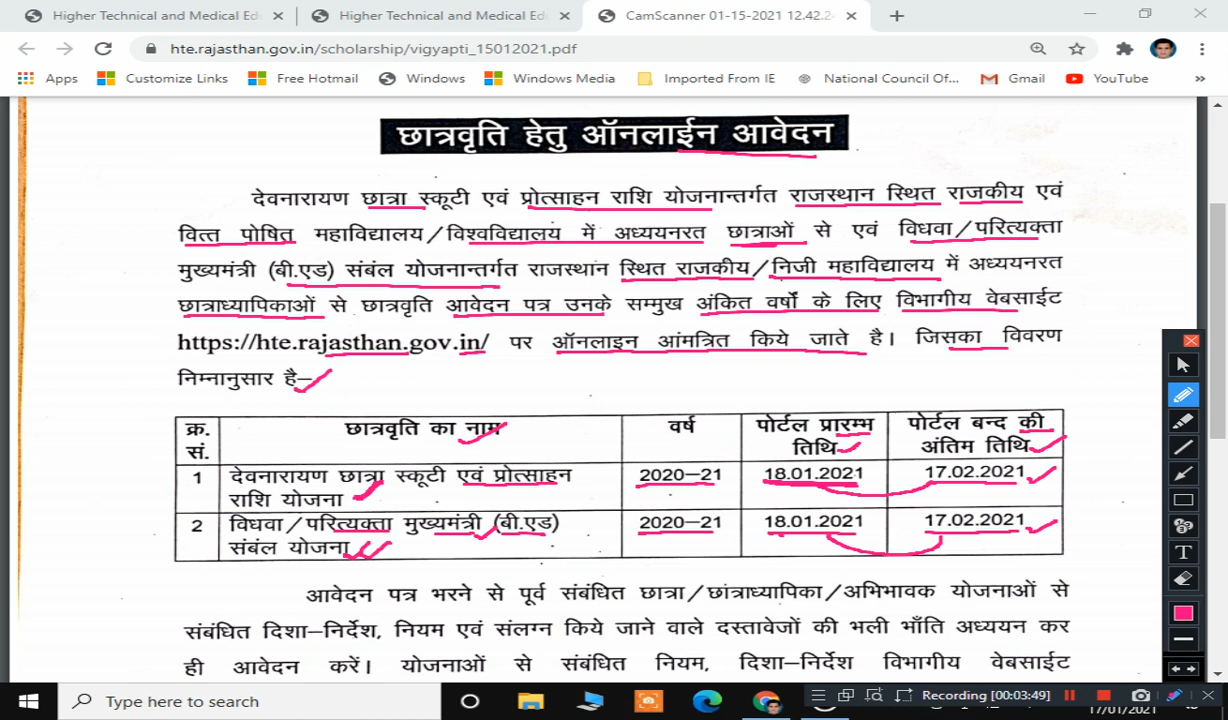 Higher Technical and Medical Ed
Higher Technical and Medical Ed
CamScanner 01-15-2021 12.42.2
hte.rajasthan.gov.in/scholarship/vigyapti_15012021.pdf
Apps
Customize Links
Free Hotmail
Windows
Windows Media
Imported From IE
National Council Of...
Gmail
YouTube
छात्रवृति हेतु ऑनलाईन आवेदन
देवनारायण छात्रा स्कूटी एवं प्रोत्साहन राशि योजनान्तर्गत राजस्थान स्थित राजकीय एवं
वित्त पोषित महाविद्यालय/विश्वविद्यालय में अध्ययनरत छात्राओं से एवं विधवा/परित्यक्ता
मुख्यमंत्री (बी.एड) संबंल योजनान्तर्गत राजस्थान स्थित राजकीय/निजी महाविद्यालय में अध्ययनरत
छात्राध्यापिकाओं से छात्रवृति आवेदन पत्र उनके सम्मुख अंकित वर्षो के लिए विभागीय वेबसाईट
https://hte.rajasthan.gov.in/ पर ऑनलाइन आंमत्रित किये जाते है। जिसका विवरण
निम्नानुसार है–
क्र. सं.
छात्रवृति का नाम
वर्ष
पोर्टल प्रारम्भ तिथि
पोर्टल बन्द की अंतिम तिथि
1 देवनारायण छात्रा स्कूटी एवं प्रोत्साहन 2020–21 18.01.2021 17.02.2021
राशि योजना
2 विधवा/परित्यक्ता मुख्यमंत्री (बी.एड) 2020–21 18.01.2021 17.02.2021
संबंल योजना
आवेदन पत्र भरने से पूर्व संबंधित छात्रा/छांत्राध्यापिका/अभिभावक योजनाओं से
संबंधित दिशा–निर्देश, नियम एवं संलग्न किये जाने वाले दस्तावेजों की भली भाँति अध्ययन कर
ही आवेदन करें। योजनाओं से संबंधित नियम, दिशा–निर्देश विभागीय वेबसाईट
Type here to search
Recording [00:03:49]
17/01/2021